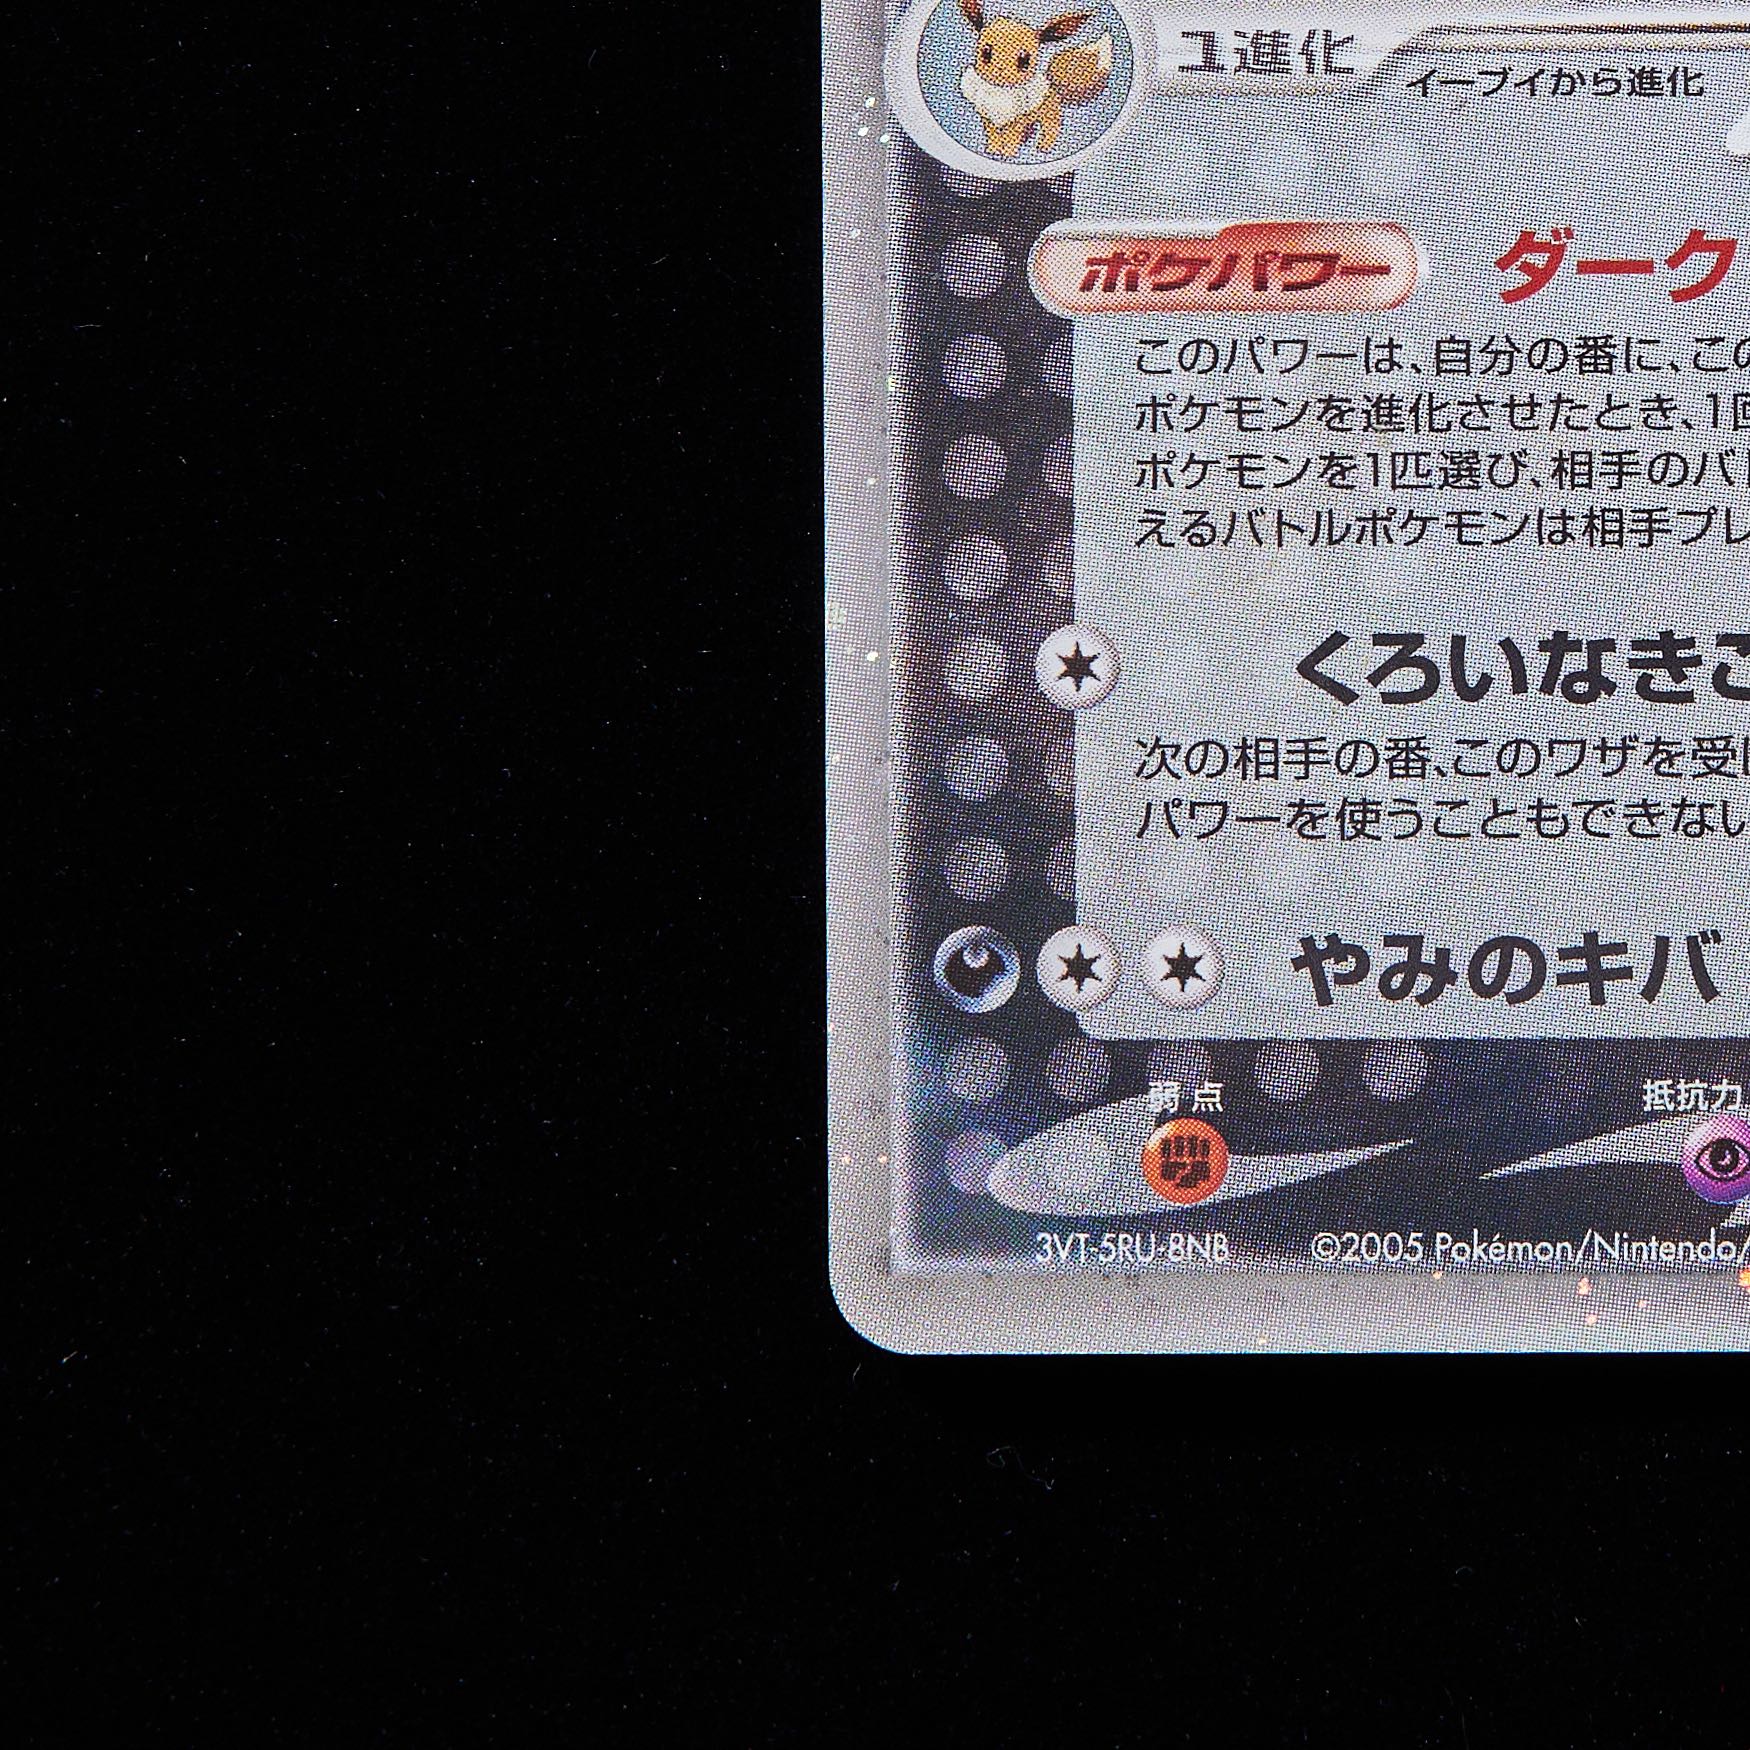 1進化
イーブイから進化
ポケパワー ダーク
このパワーは、自分の番に、この
ポケモンを進化させたとき、1回
ポケモンを1匹選び、相手のバト
えるバトルポケモンは相手プレ
くろいなきご
次の相手の番、このワザを受け
パワーを使うこともできない
やみのキバ
弱点 抵抗力
3VT-5RU-8NB ©2005 Pokémon/Nintendo/